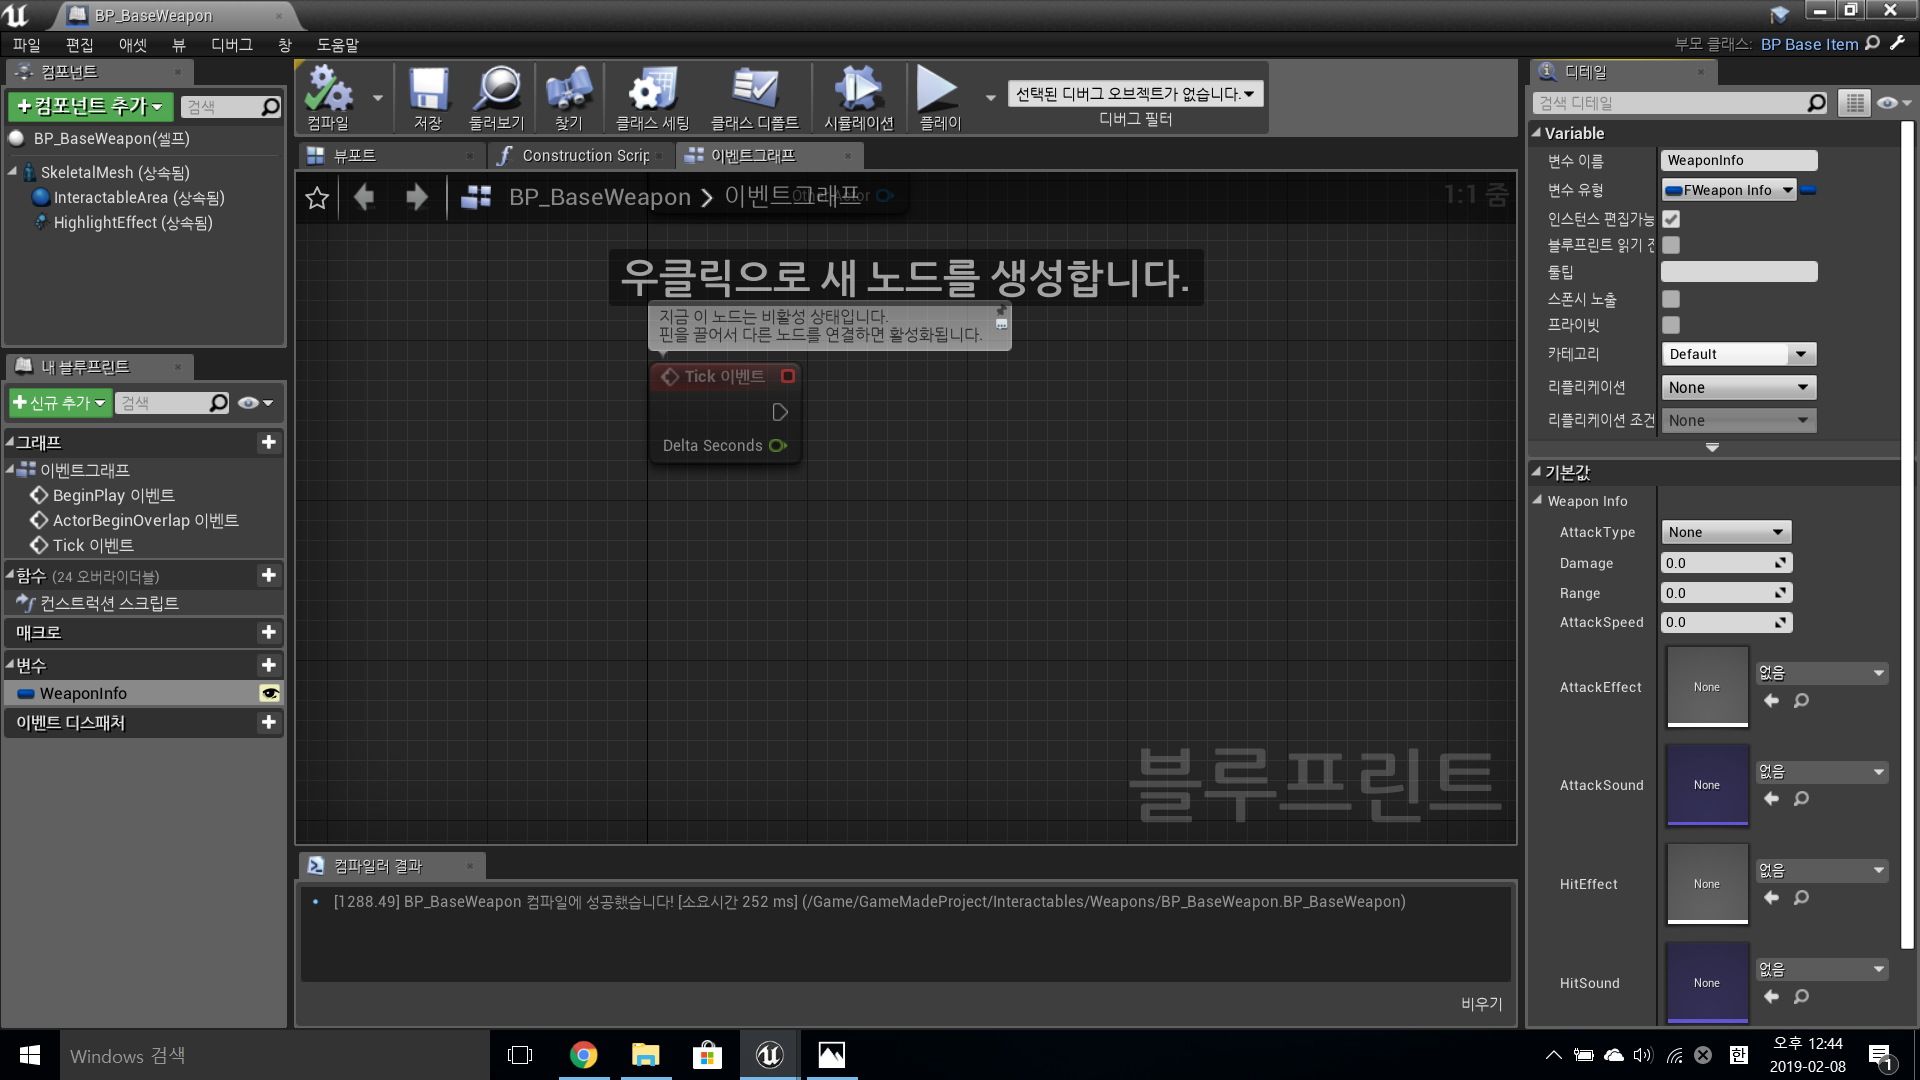 BP_BaseWeapon
파일 편집 애셋 뷰 디버그 창 도움말
부모 클래스: BP Base Item
컴포넌트
컴포넌트 추가
검색
BP_BaseWeapon(셀프)
SkeletalMesh (상속됨)
InteractableArea (상속됨)
HighlightEffect (상속됨)
내 블루프린트
신규 추가
검색
그래프
이벤트그래프
BeginPlay 이벤트
ActorBeginOverlap 이벤트
Tick 이벤트
함수 (24 오버라이더블)
컨스트럭션 스크립트
매크로
변수
WeaponInfo
이벤트 디스패처
컴파일 저장 둘러보기 찾기 클래스 세팅 클래스 디폴트 시뮬레이션 플레이
선택된 디버그 오브젝트가 없습니다.
디버그 필터
뷰포트
Construction Scrip
이벤트그래프
BP_BaseWeapon > 이벤트그래프
1:1 줌
우클릭으로 새 노드를 생성합니다.
지금 이 노드는 비활성 상태입니다.
핀을 끌어서 다른 노드를 연결하면 활성화됩니다.
Tick 이벤트
Delta Seconds
블루프린트
컴파일러 결과
[1288.49] BP_BaseWeapon 컴파일에 성공했습니다! [소요시간 252 ms] (/Game/GameMadeProject/Interactables/Weapons/BP_BaseWeapon.BP_BaseWeapon)
비우기
디테일
검색 디테일
Variable
변수 이름 WeaponInfo
변수 유형 FWeapon Info
인스턴스 편집가능
블루프린트 읽기 전
툴팁
스폰시 노출
프라이빗
카테고리 Default
리플리케이션 None
리플리케이션 조건 None
기본값
Weapon Info
AttackType None
Damage 0.0
Range 0.0
AttackSpeed 0.0
AttackEffect None 없음
AttackSound None 없음
HitEffect None 없음
HitSound None 없음
Windows 검색
한
오후 12:44
2019-02-08
1